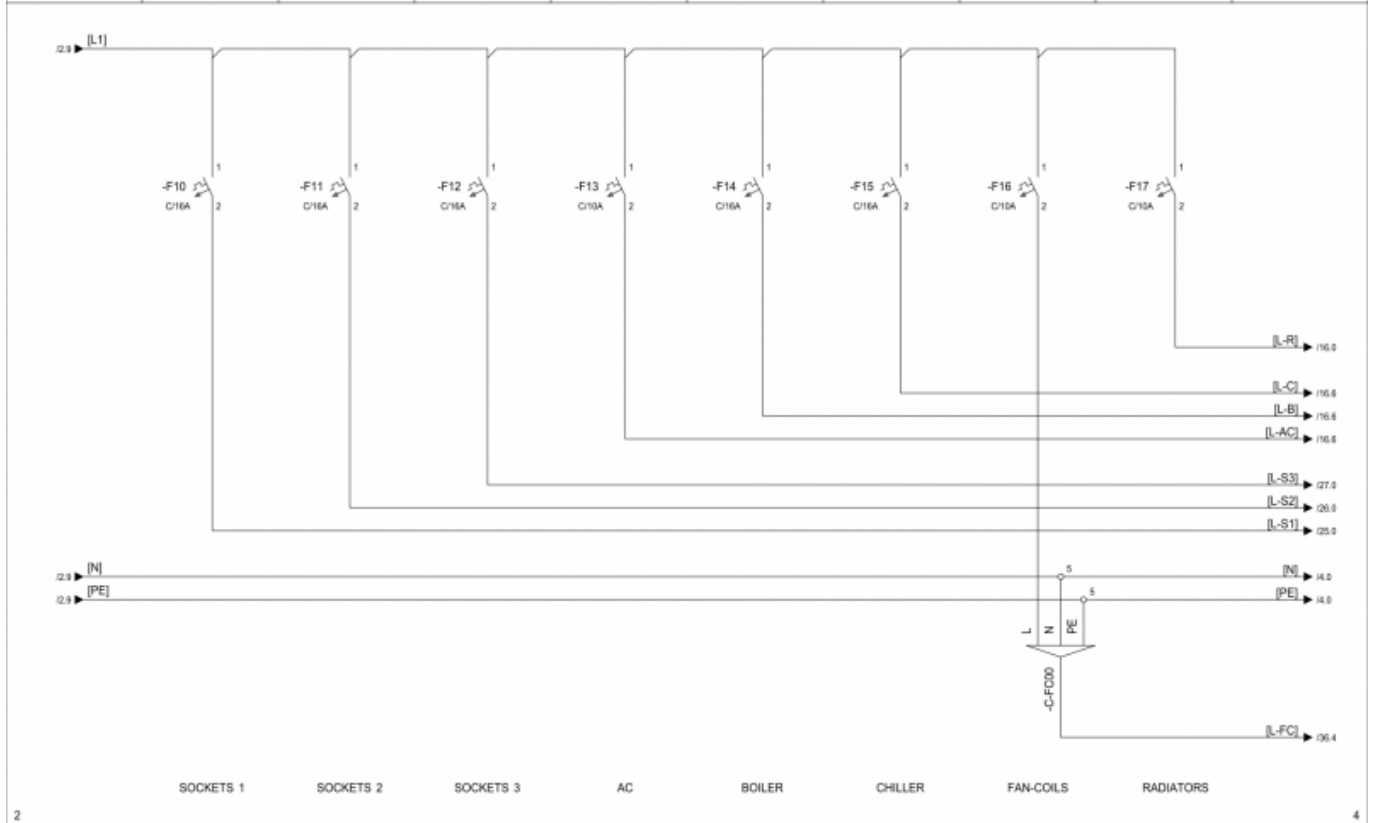 [L1]
/2.9
1 1 1 1 1 1 1 1
-F10 -F11 -F12 -F13 -F14 -F15 -F16 -F17
C/16A 2 C/16A 2 C/16A 2 C/10A 2 C/16A 2 C/16A 2 C/10A 2 C/10A 2
[L-R] /16.0
[L-C] /16.6
[L-B] /16.6
[L-AC] /16.6
[L-S3] /27.0
[L-S2] /26.0
[L-S1] /25.0
/2.9 [N] 5 [N] /4.0
/2.9 [PE] 5 [PE] /4.0
L N PE
-C-FC00
[L-FC] /36.4
SOCKETS 1 SOCKETS 2 SOCKETS 3 AC BOILER CHILLER FAN-COILS RADIATORS
2 4